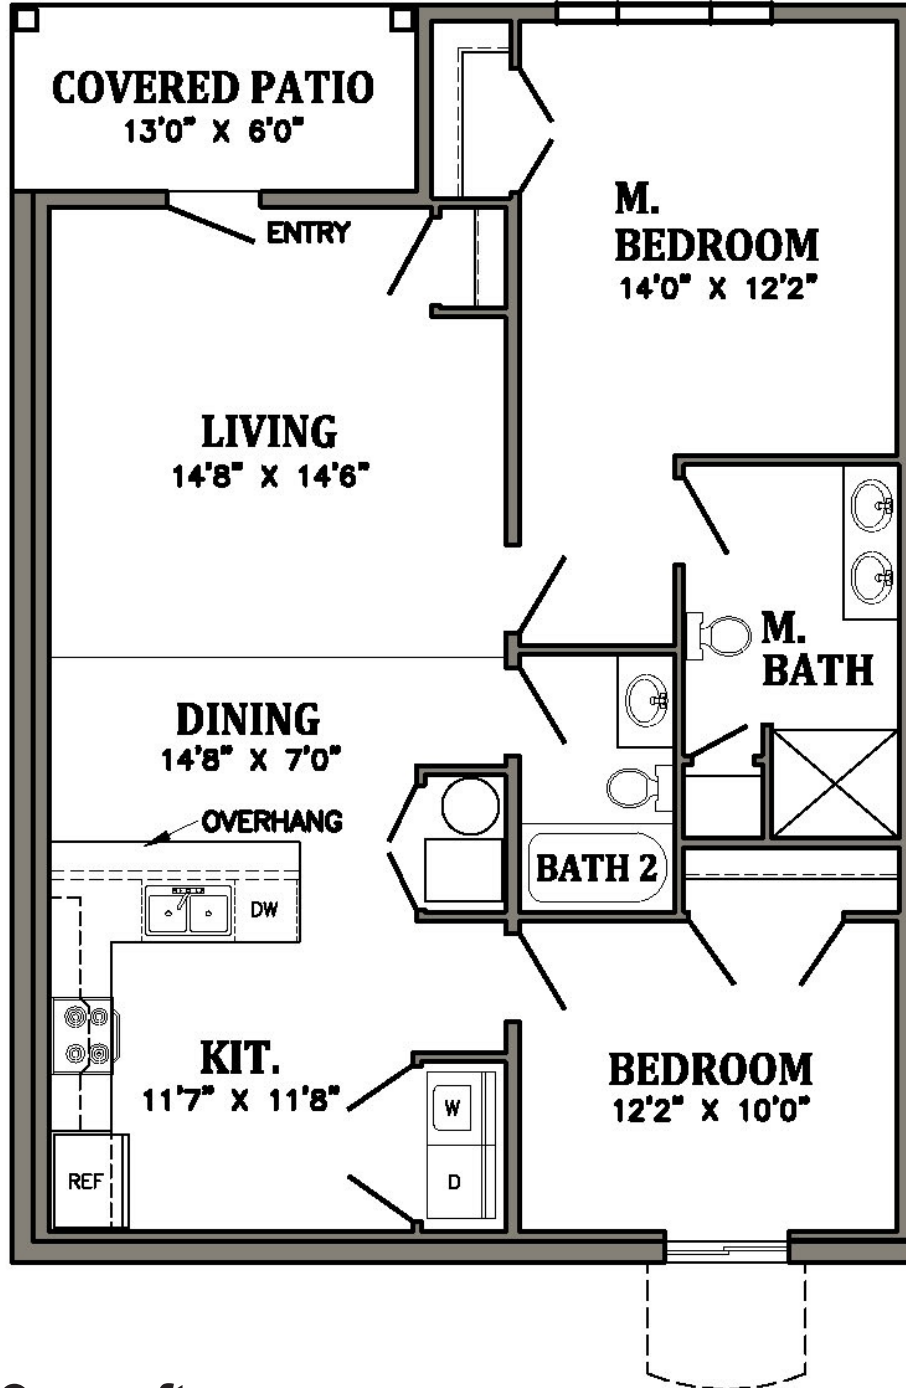 COVERED PATIO
13'0" X 6'0"
ENTRY
M.
BEDROOM
14'0" X 12'2"
LIVING
14'8" X 14'6"
M.
BATH
DINING
14'8" X 7'0"
OVERHANG
BATH 2
DW
KIT.
11'7" X 11'8"
BEDROOM
12'2" X 10'0"
W
REF
D